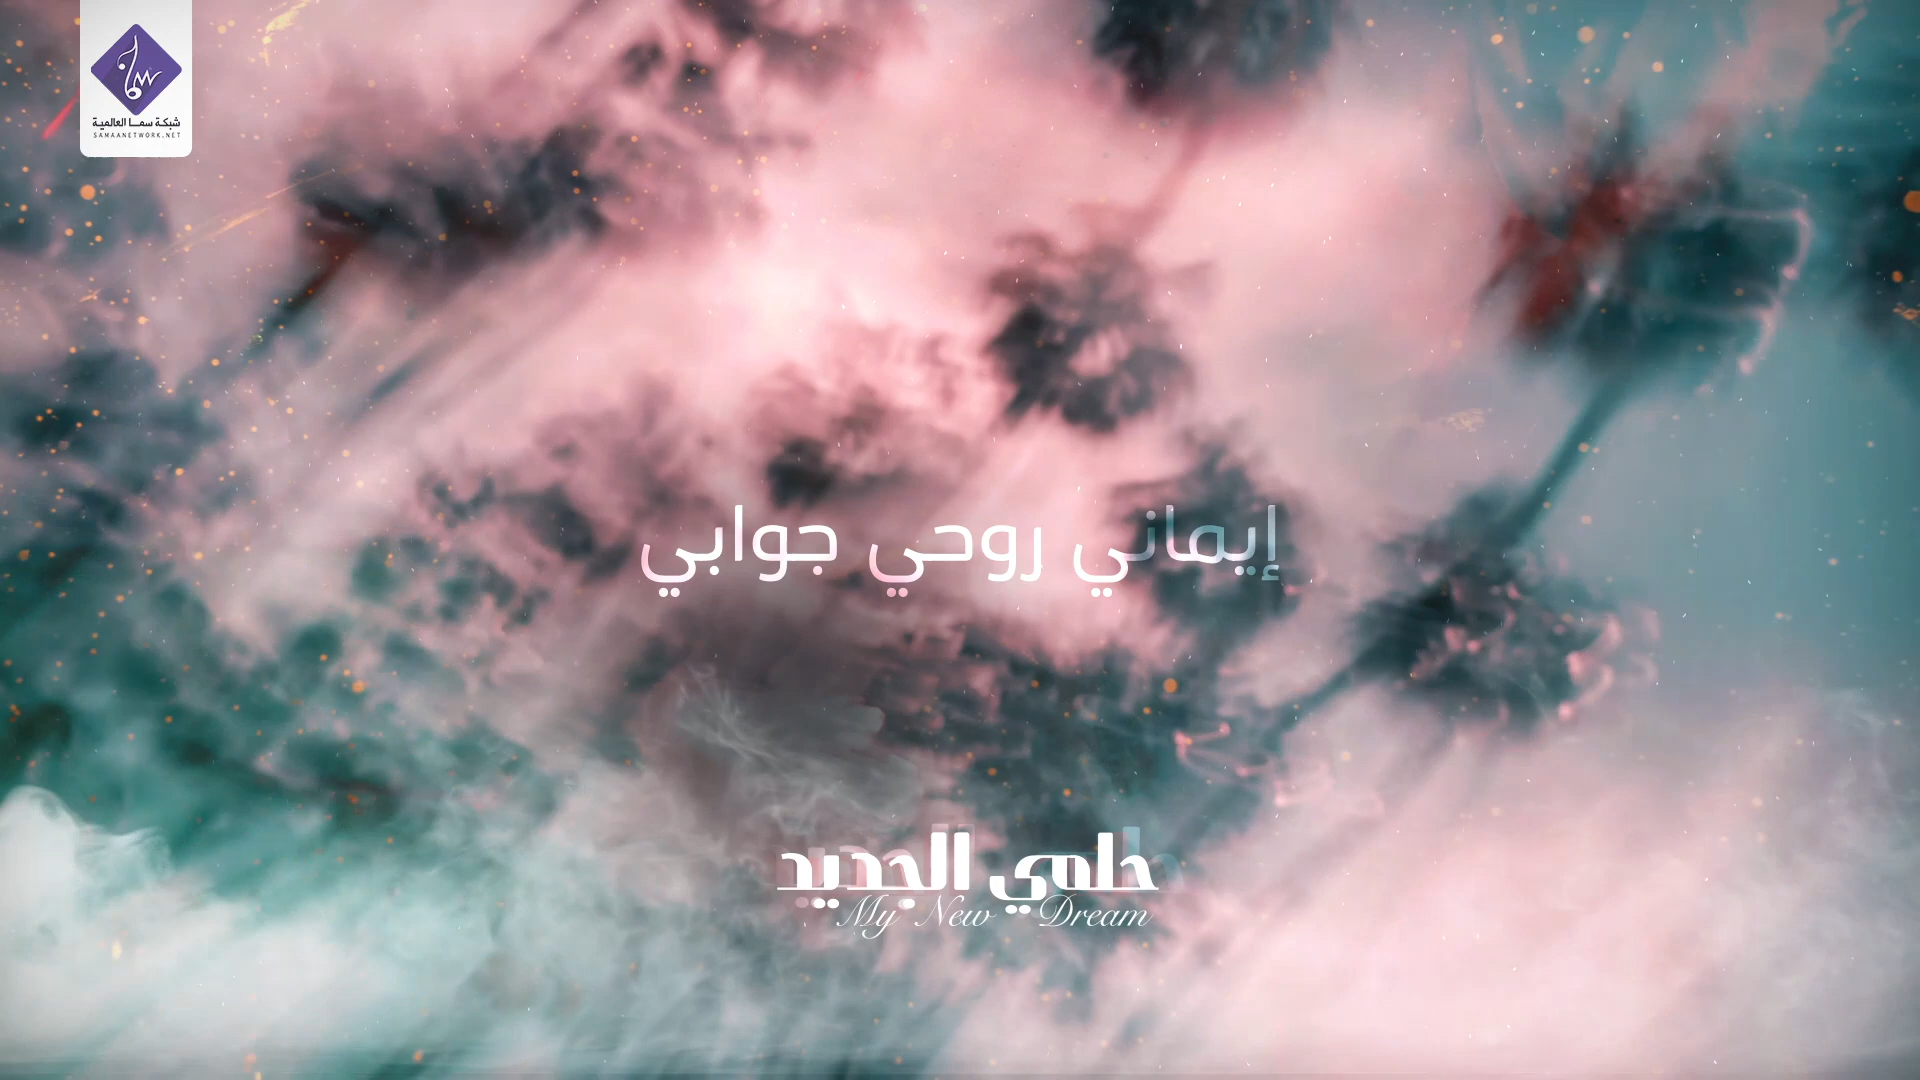 شبكة سما العالمية
SAMAANETWORK.NET
إيماني روحي جوابي
حلمي الجديد
My New Dream